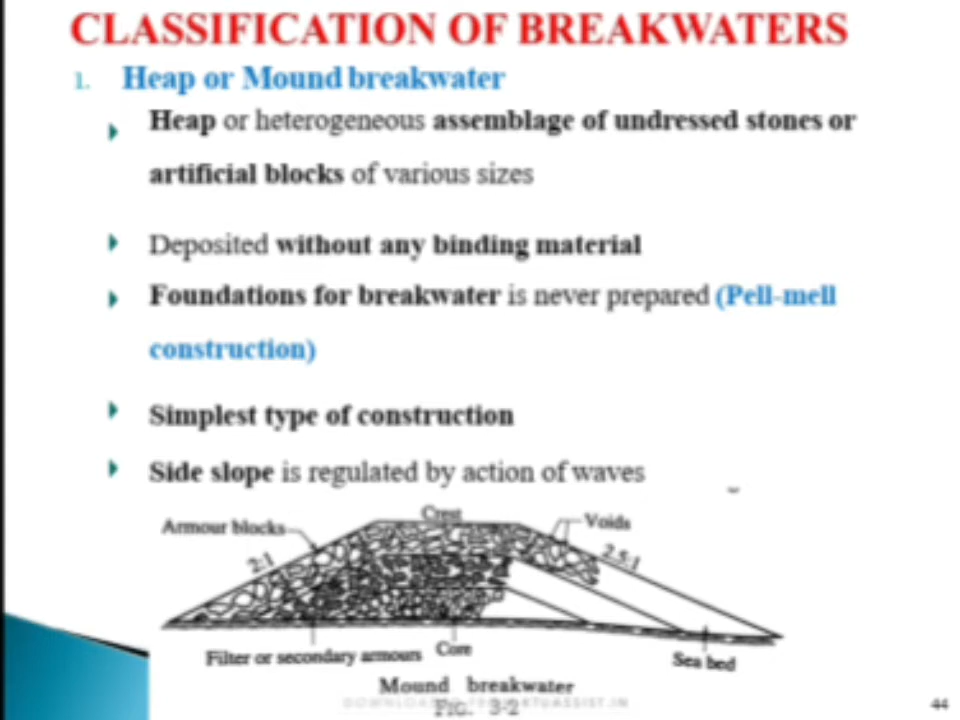 CLASSIFICATION OF BREAKWATERS
1. Heap or Mound breakwater
Heap or heterogeneous assemblage of undressed stones or
artificial blocks of various sizes
Deposited without any binding material
Foundations for breakwater is never prepared (Pell-mell
construction)
Simplest type of construction
Side slope is regulated by action of waves
Crest
Armour blocks
Voids
2:1
2.5:1
Filter or secondary armours
Core
Sea bed
Mound breakwater
FIG. 3-2
44